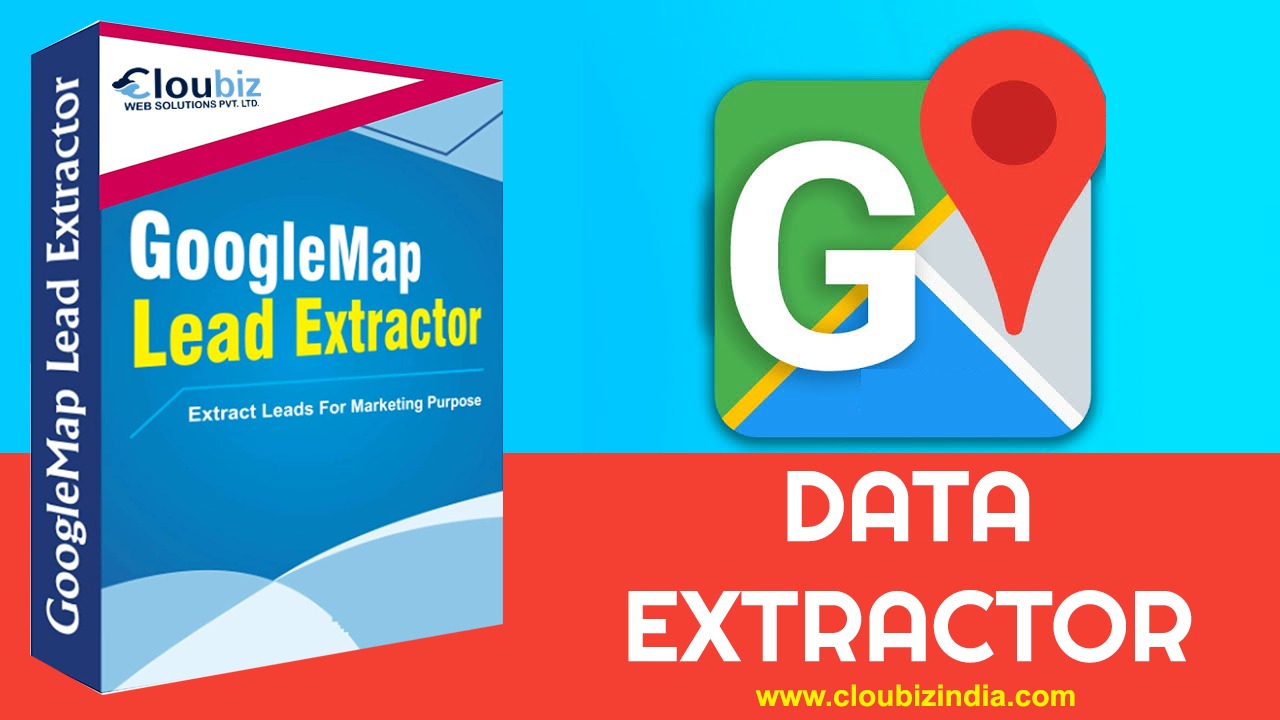 Cloubiz
WEB SOLUTIONS PVT. LTD.
GoogleMap Lead Extractor
GoogleMap
Lead Extractor
Extract Leads For Marketing Purpose
G
DATA
EXTRACTOR
www.cloubizindia.com